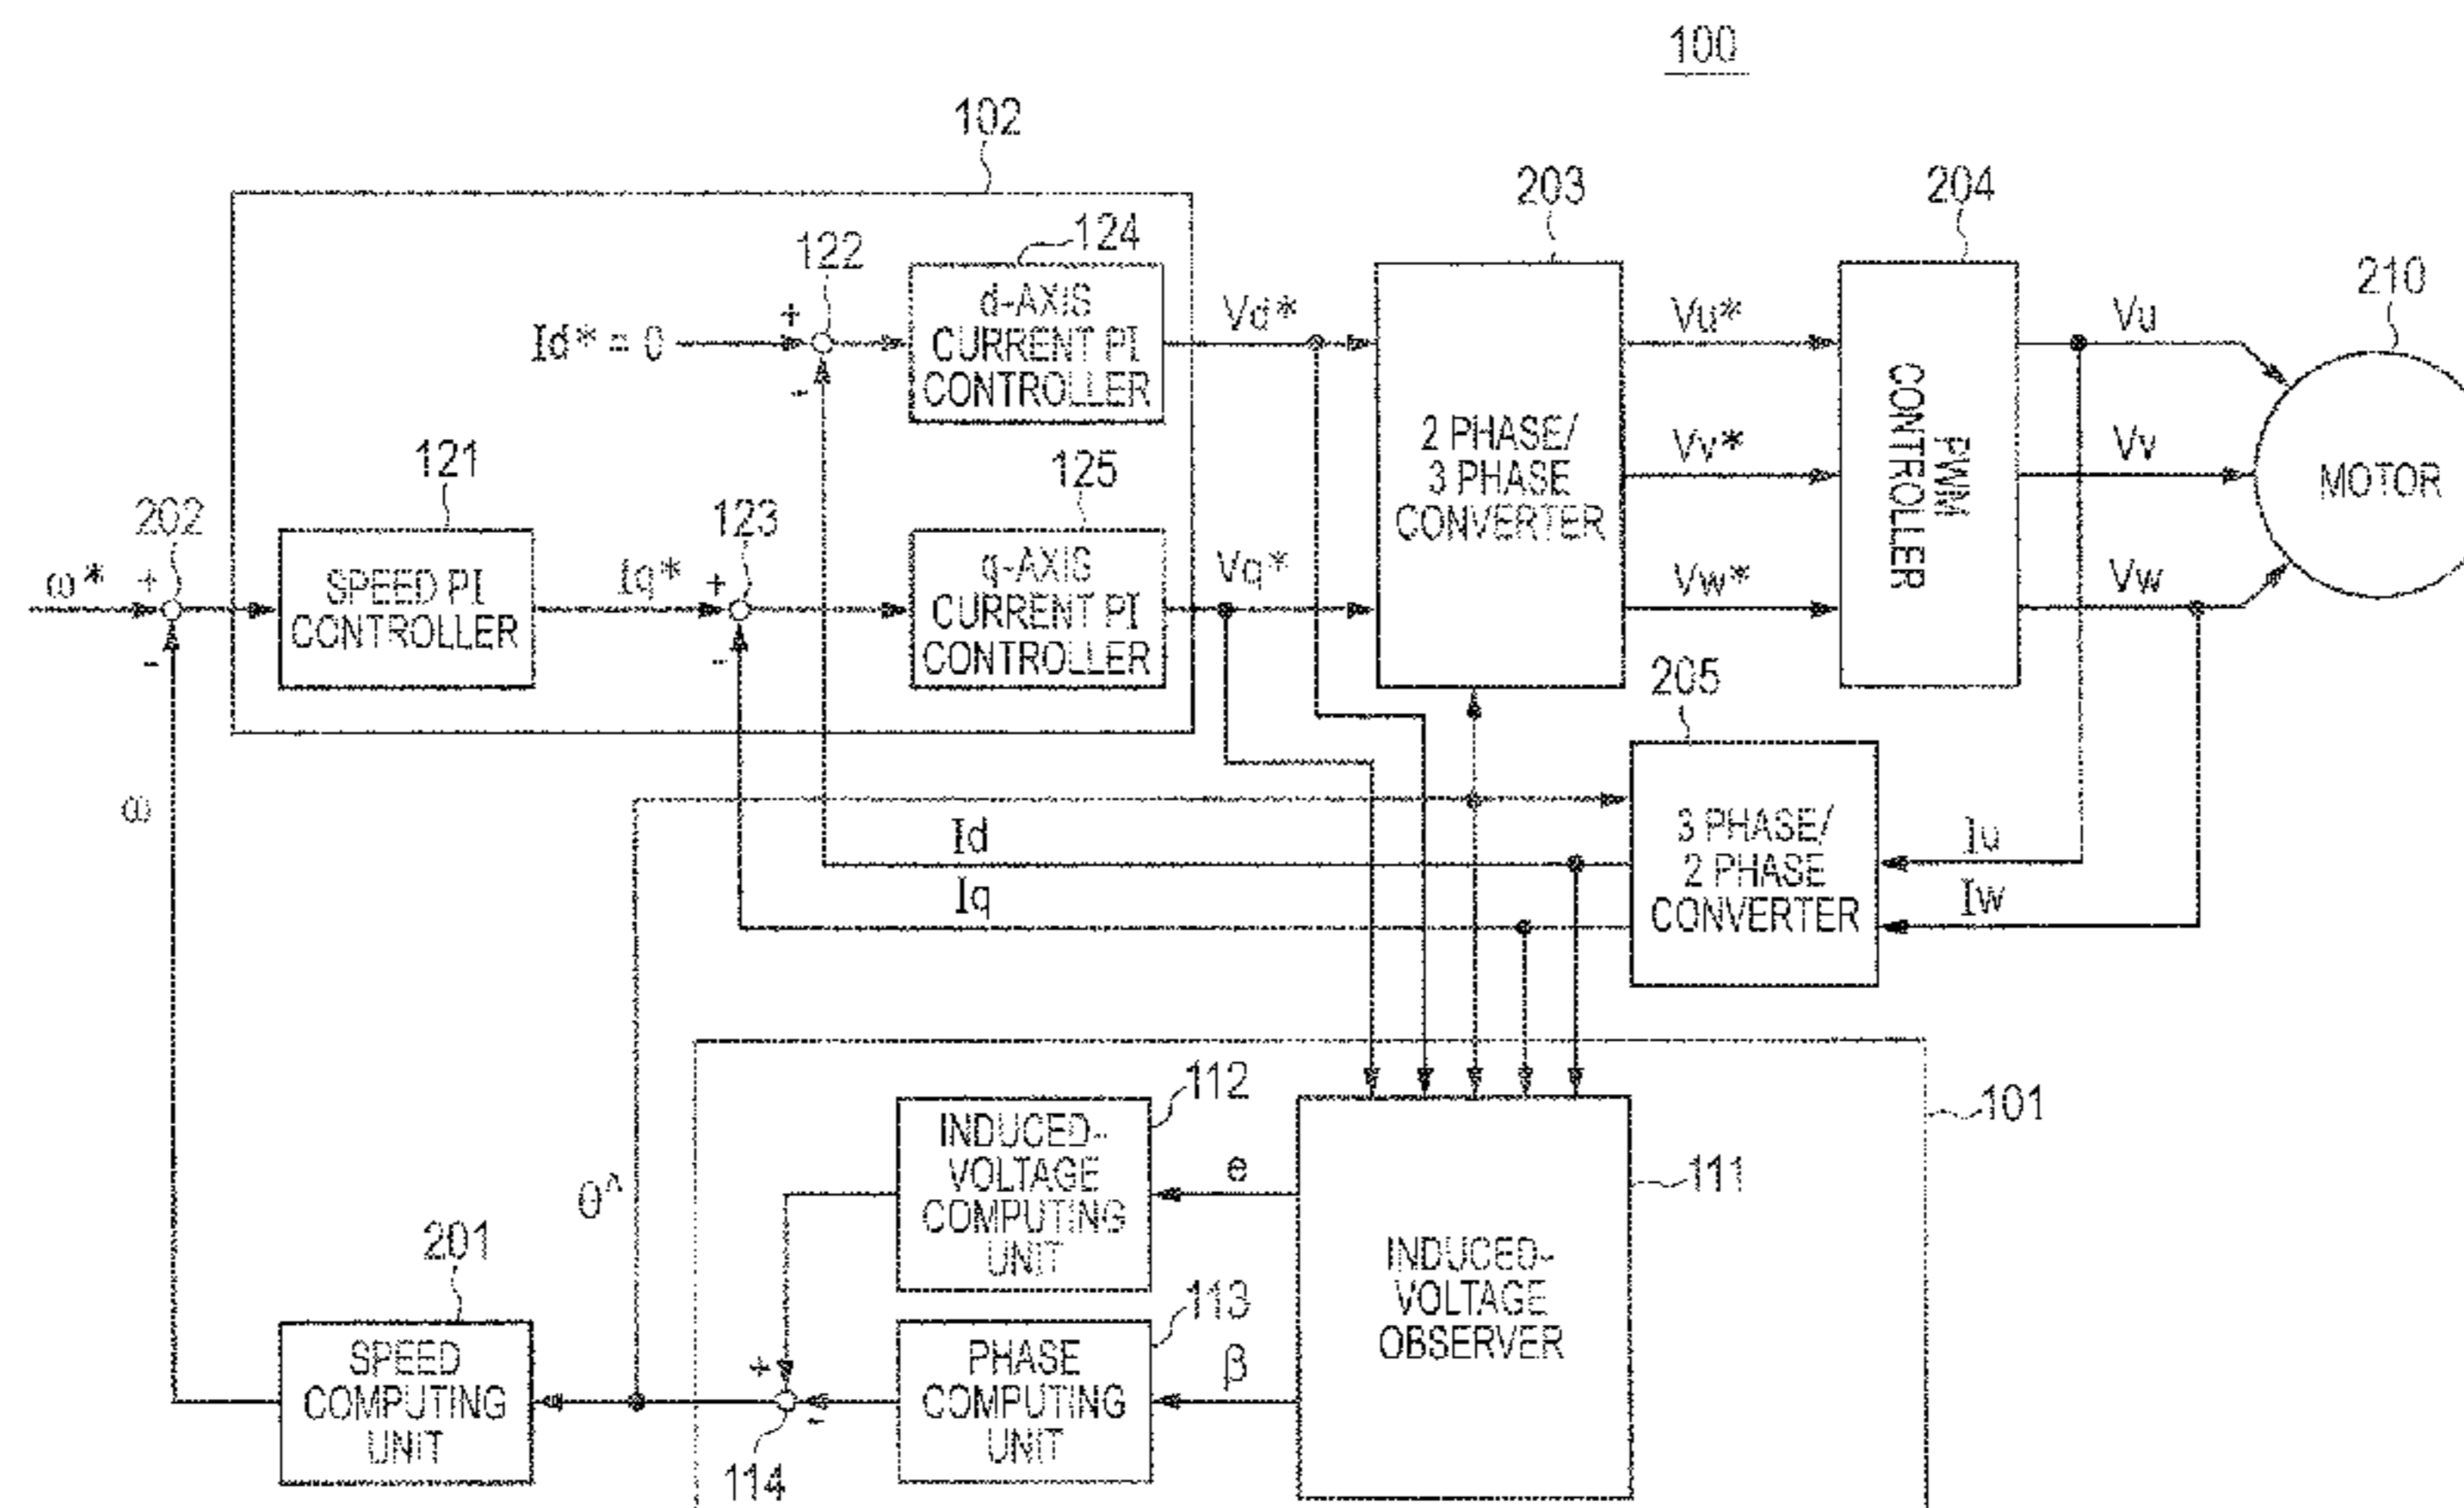 100
102
203
204
122
124
210
d-AXIS
CURRENT PI
CONTROLLER
Id* = 0
+
-
Vd*
Vu*
Vu
2 PHASE/
3 PHASE
CONVERTER
PWM
CONTROLLER
Vv*
Vv
MOTOR
202
121
123
125
ω*
+
-
SPEED PI
CONTROLLER
Iq*
+
-
q-AXIS
CURRENT PI
CONTROLLER
Vq*
Vw*
Vw
205
ω
3 PHASE/
2 PHASE
CONVERTER
Id
Iu
Iq
Iw
112
101
INDUCED-
VOLTAGE
COMPUTING
UNIT
e
111
θ^
INDUCED-
VOLTAGE
OBSERVER
201
113
SPEED
COMPUTING
UNIT
+
-
PHASE
COMPUTING
UNIT
β
114